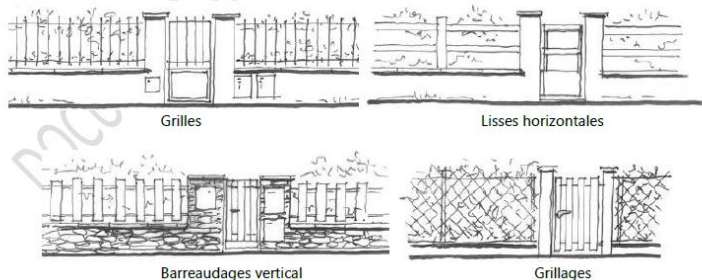 Grilles
Lisses horizontales
Barreaudages vertical
Grillages